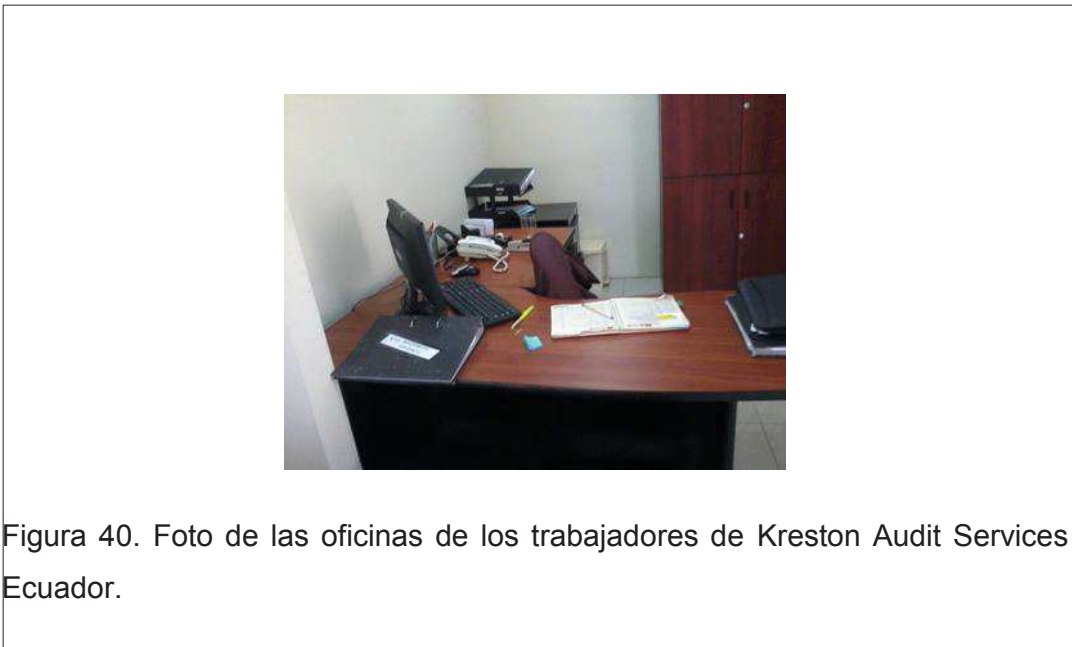 Figura 40. Foto de las oficinas de los trabajadores de Kreston Audit Services
Ecuador.